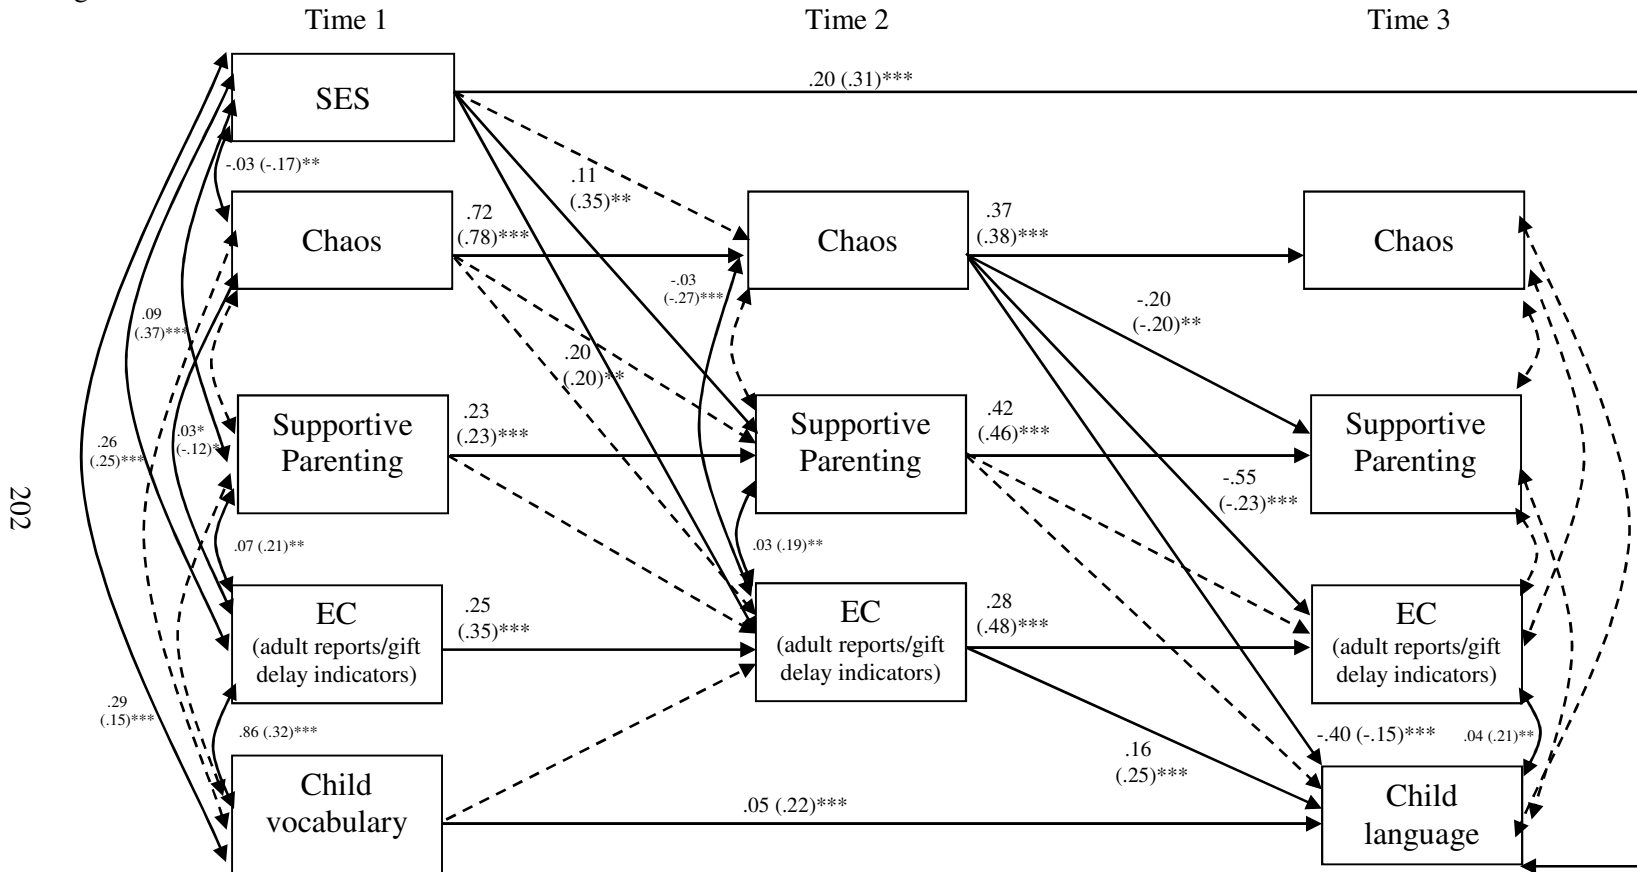 Time 1
Time 2
Time 3
SES
.20 (.31)***
-.03 (-.17)**
.11
(.35)**
Chaos
.72
(.78)***
Chaos
.37
(.38)***
Chaos
-.03
(-.27)***
-.20
(-.20)**
.09
(.37)***
.20
(.20)**
Supportive
Parenting
.23
(.23)***
Supportive
Parenting
.42
(.46)***
Supportive
Parenting
.26
(.25)***
.03*
(-.12)*
-.55
(-.23)***
202
.07 (.21)**
.03 (.19)**
EC
(adult reports/gift
delay indicators)
.25
(.35)***
EC
(adult reports/gift
delay indicators)
.28
(.48)***
EC
(adult reports/gift
delay indicators)
.29
(.15)***
.86 (.32)***
-.40 (-.15)***
.04 (.21)**
.16
(.25)***
Child
vocabulary
.05 (.22)***
Child
language